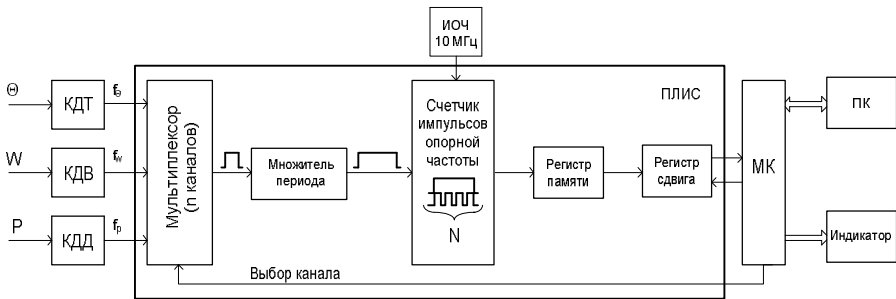 ИОЧ
10 МГц
ПЛИС
Θ
КДТ
fθ
W
КДВ
fw
P
КДД
fp
Мультиплексор
(n каналов)
Множитель
периода
Счетчик
импульсов
опорной
частоты
N
Регистр
памяти
Регистр
сдвига
МК
ПК
Индикатор
Выбор канала